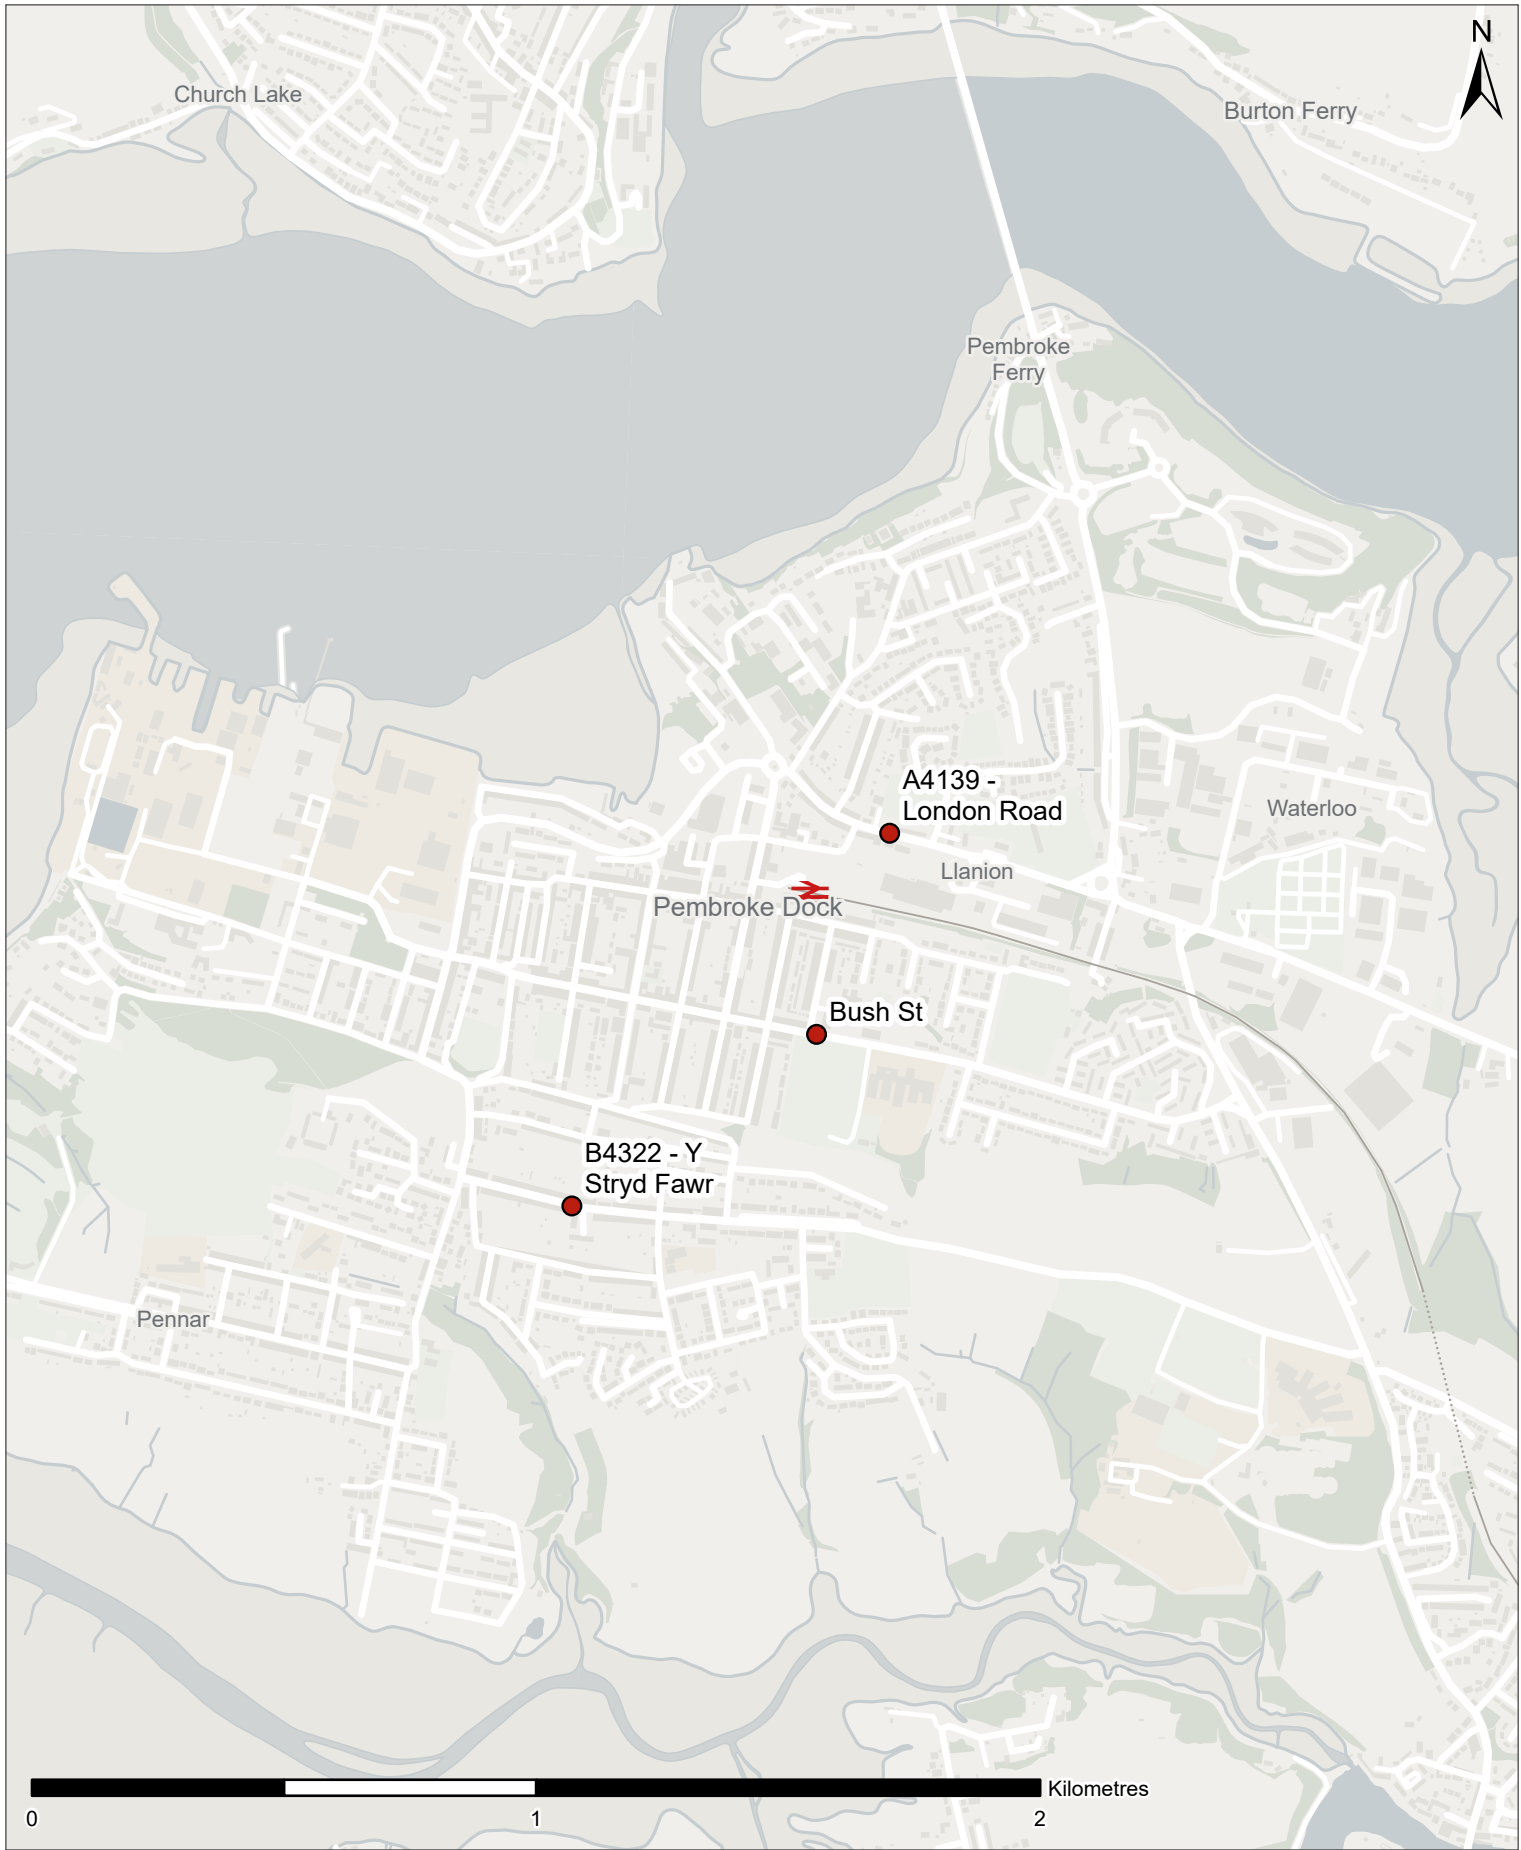 N
Church Lake
Burton Ferry
Pembroke
Ferry
A4139 -
London Road
Waterloo
Llanion
Pembroke Dock
Bush St
B4322 - Y
Stryd Fawr
Pennar
Kilometres
0 1 2